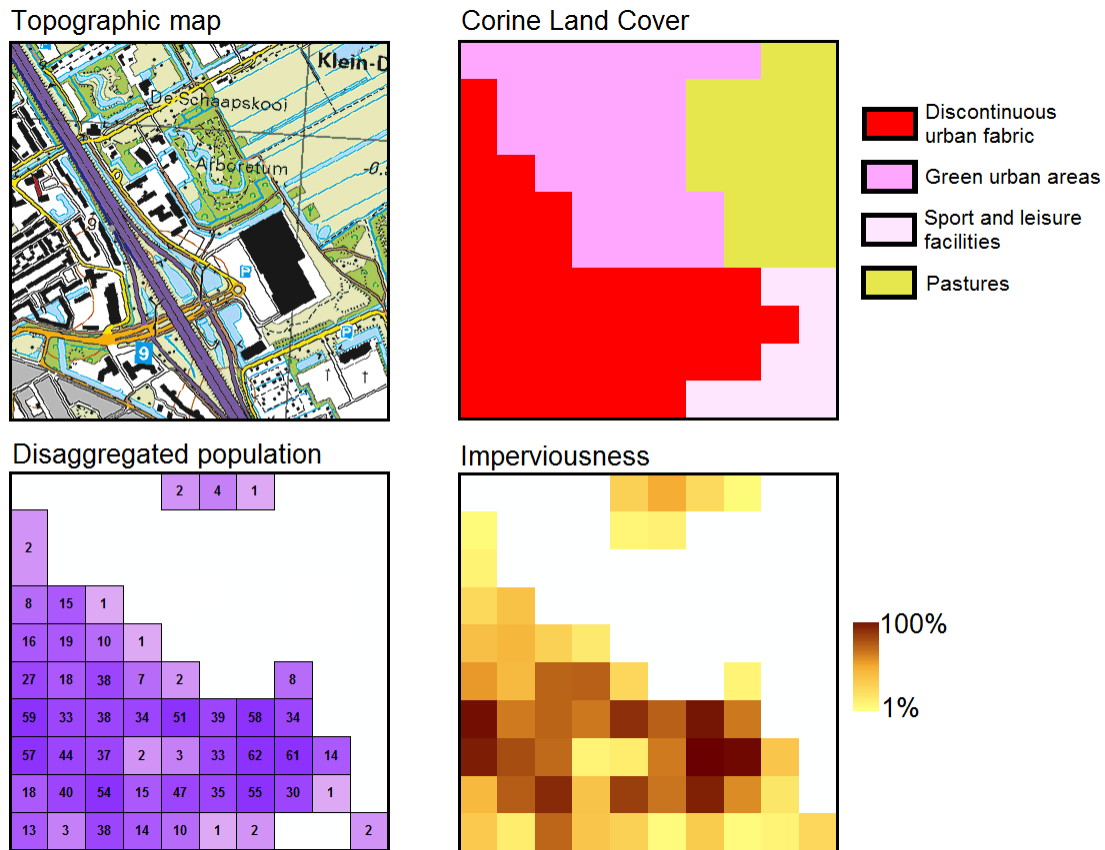 Topographic map
Corine Land Cover
Klein-D
De Schaapskooi
Arboretum
-0.
9
P
P
9
Discontinuous
urban fabric
Green urban areas
Sport and leisure
facilities
Pastures
Disaggregated population
Imperviousness
2 4 1
2
8 15 1
16 19 10 1
27 18 38 7 2 8
59 33 38 34 51 39 58 34
57 44 37 2 3 33 62 61 14
18 40 54 15 47 35 55 30 1
13 3 38 14 10 1 2 2
100%
1%